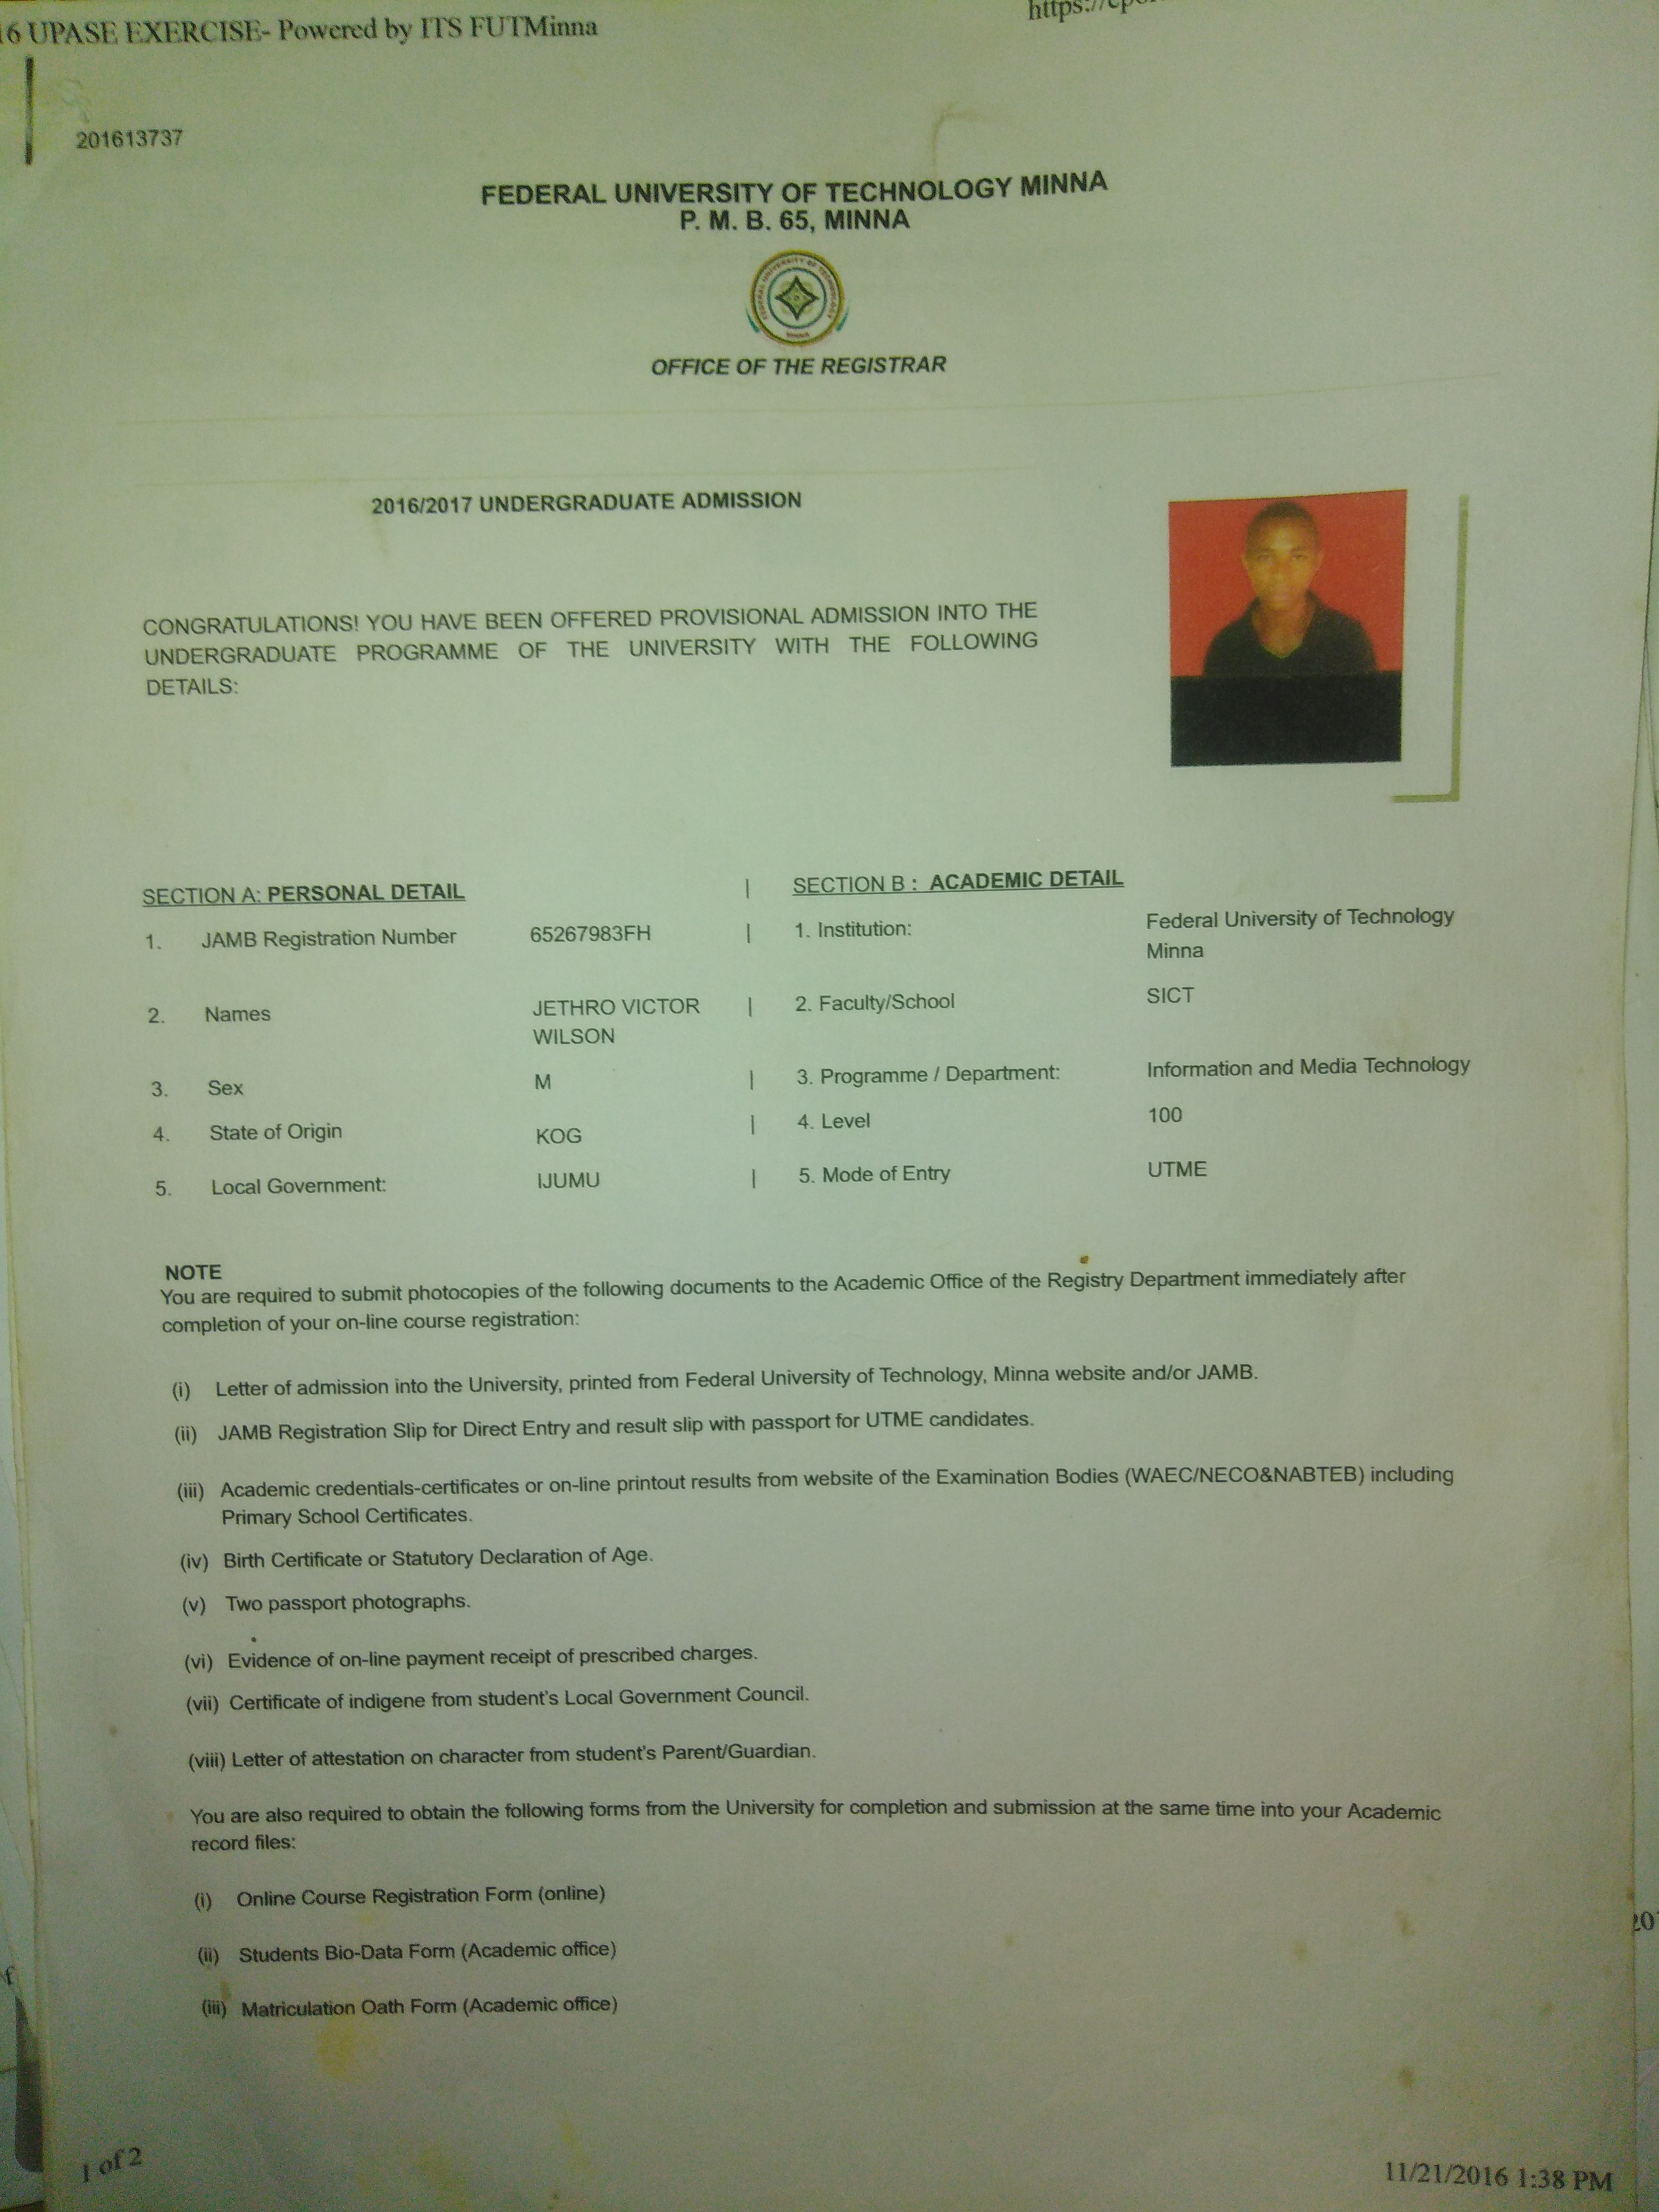 16 UPASE EXERCISE- Powered by ITS FUTMinna
201613737
FEDERAL UNIVERSITY OF TECHNOLOGY MINNA
P. M. B. 65, MINNA
FEDERAL UNIVERSITY OF TECHNOLOGY
MINNA
OFFICE OF THE REGISTRAR
2016/2017 UNDERGRADUATE ADMISSION
CONGRATULATIONS! YOU HAVE BEEN OFFERED PROVISIONAL ADMISSION INTO THE
UNDERGRADUATE PROGRAMME OF THE UNIVERSITY WITH THE FOLLOWING
DETAILS:
SECTION A: PERSONAL DETAIL | SECTION B : ACADEMIC DETAIL
1. JAMB Registration Number 65267983FH | 1. Institution: Federal University of Technology
Minna
2. Names JETHRO VICTOR | 2. Faculty/School SICT
WILSON
3. Sex M | 3. Programme / Department: Information and Media Technology
4. State of Origin KOG | 4. Level 100
5. Local Government: IJUMU | 5. Mode of Entry UTME
NOTE
You are required to submit photocopies of the following documents to the Academic Office of the Registry Department immediately after
completion of your on-line course registration:
(i) Letter of admission into the University, printed from Federal University of Technology, Minna website and/or JAMB.
(ii) JAMB Registration Slip for Direct Entry and result slip with passport for UTME candidates.
(iii) Academic credentials-certificates or on-line printout results from website of the Examination Bodies (WAEC/NECO&NABTEB) including
Primary School Certificates.
(iv) Birth Certificate or Statutory Declaration of Age.
(v) Two passport photographs.
(vi) Evidence of on-line payment receipt of prescribed charges.
(vii) Certificate of indigene from student's Local Government Council.
(viii) Letter of attestation on character from student's Parent/Guardian.
You are also required to obtain the following forms from the University for completion and submission at the same time into your Academic
record files:
(i) Online Course Registration Form (online)
(ii) Students Bio-Data Form (Academic office)
(iii) Matriculation Oath Form (Academic office)
1 of 2
11/21/2016 1:38 PM